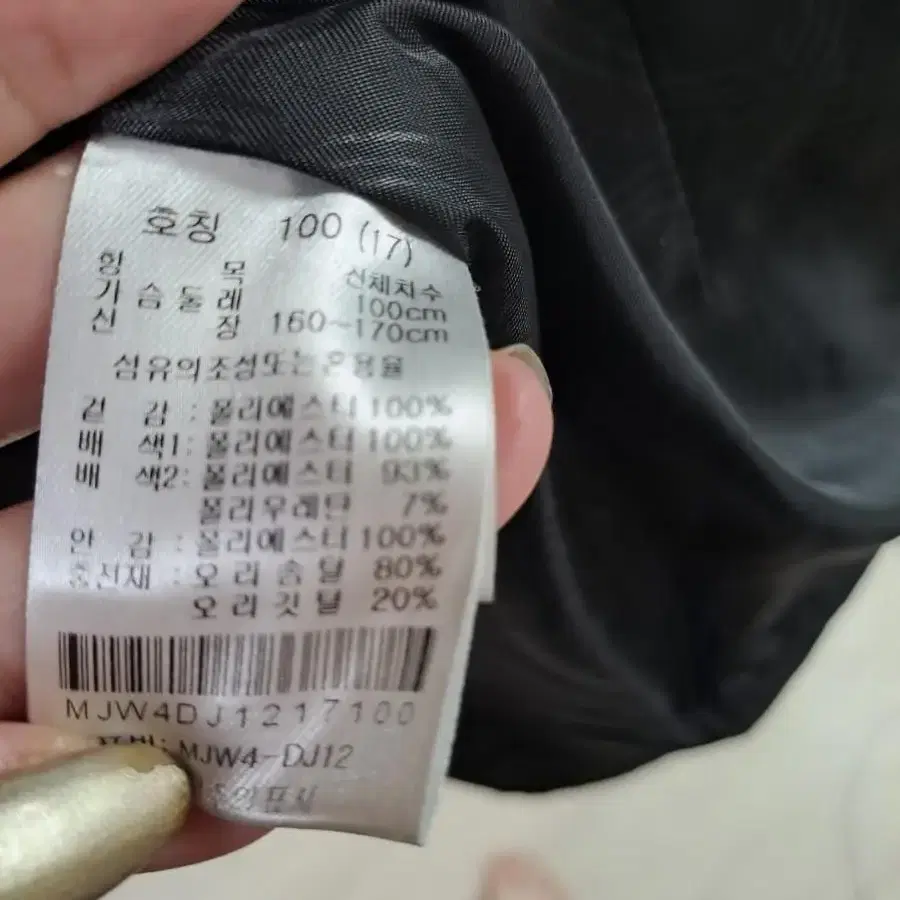 호칭 100 (17)
항 목 신체치수
가 슴 둘 레 100cm
신 장 160~170cm
섬유의조성또는혼용율
겉 감 : 폴리에스터 100%
배 색1: 폴리에스터 100%
배 색2: 폴리에스터 93%
폴리우레탄 7%
안 감 : 폴리에스터 100%
충전재 : 오 리 솜 털 80%
오 리 깃 털 20%
MJW4DJ1217100
품번:MJW4-DJ12